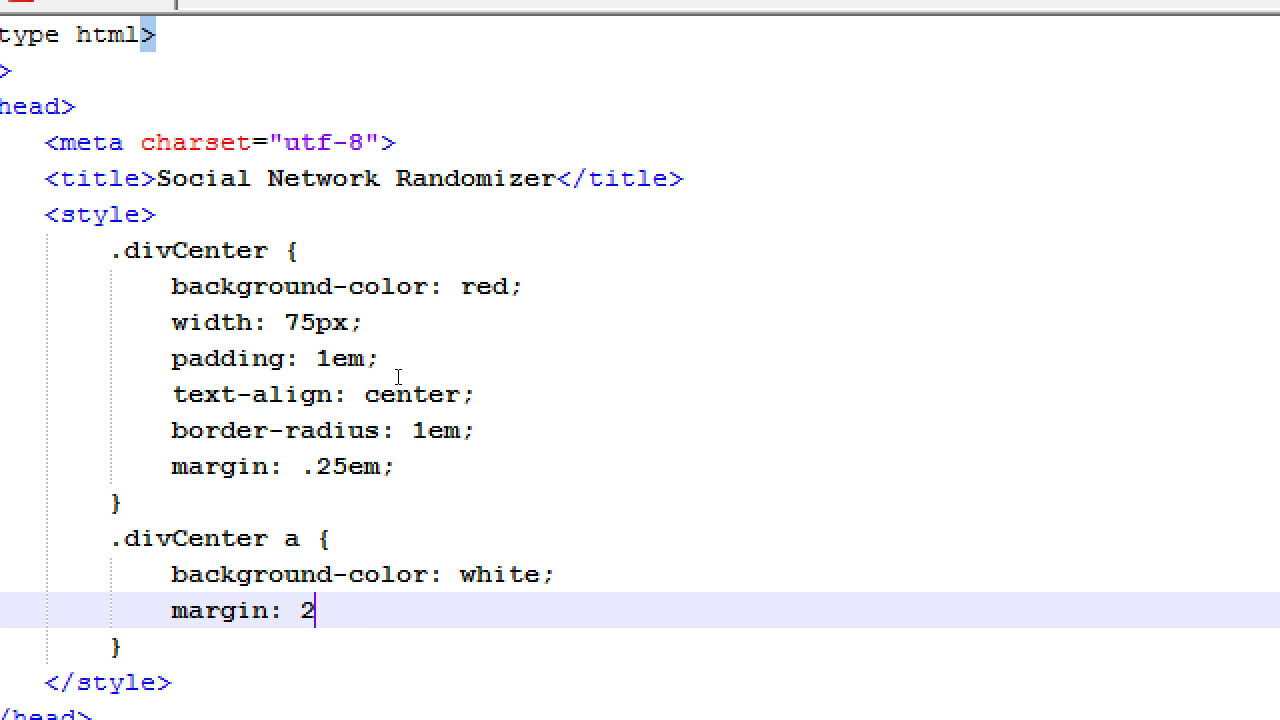 type html>
>
head>
<meta charset="utf-8">
<title>Social Network Randomizer</title>
<style>
.divCenter {
background-color: red;
width: 75px;
padding: 1em;
text-align: center;
border-radius: 1em;
margin: .25em;
}
.divCenter a {
background-color: white;
margin: 2
}
</style>
/head>